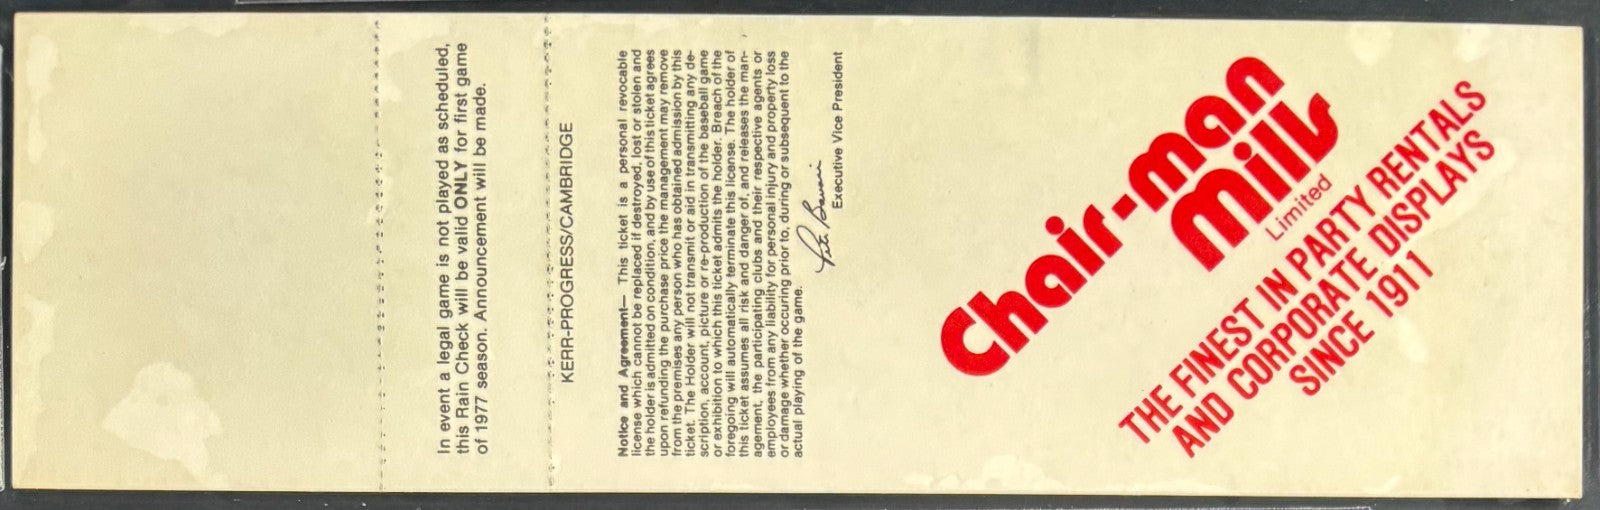 In event a legal game is not played as scheduled,
this Rain Check will be valid ONLY for first game
of 1977 season. Announcement will be made.
KERR-PROGRESS/CAMBRIDGE
Notice and Agreement— This ticket is a personal revocable
license which cannot be replaced if destroyed, lost or stolen and
the holder is admitted on condition, and by use of this ticket agrees
upon refunding the purchase price the management may remove
from the premises any person who has obtained admission by this
ticket. The Holder will not transmit or aid in transmitting any de-
scription, account, picture or re-production of the baseball game
or exhibition to which this ticket admits the holder. Breach of the
foregoing will automatically terminate this license. The holder of
this ticket assumes all risk and danger of, and releases the man-
agement, the participating clubs and their respective agents or
employees from any liability for personal injury and property loss
or damage whether occurring prior to, during or subsequent to the
actual playing of the game.
Executive Vice President
Chair-man
Mills
Limited
THE FINEST IN PARTY RENTALS
AND CORPORATE DISPLAYS
SINCE 1911